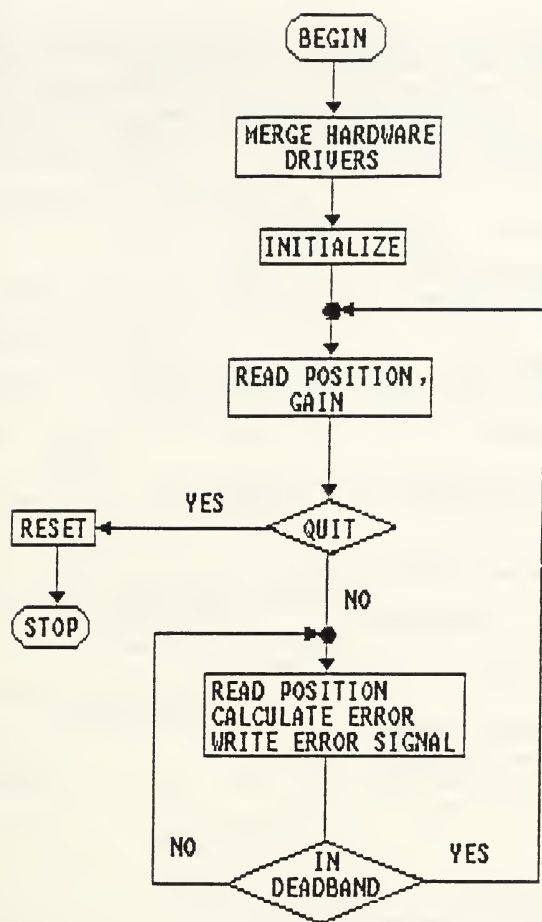 BEGIN
MERGE HARDWARE
DRIVERS
INITIALIZE
READ POSITION,
GAIN
YES
RESET
QUIT
NO
STOP
READ POSITION
CALCULATE ERROR
WRITE ERROR SIGNAL
NO
IN
DEADBAND
YES